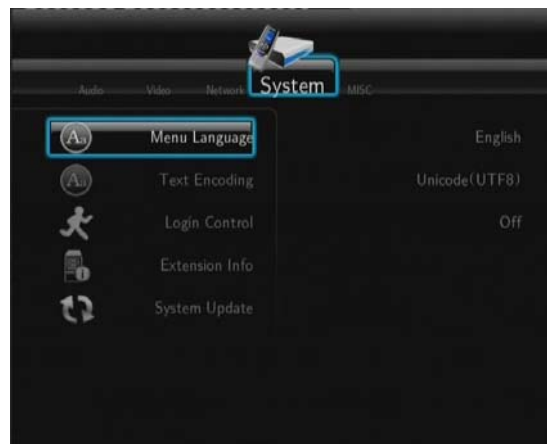 Audio Video Network System MISC
Menu Language English
Text Encoding Unicode(UTF8)
Login Control Off
Extension Info
System Update